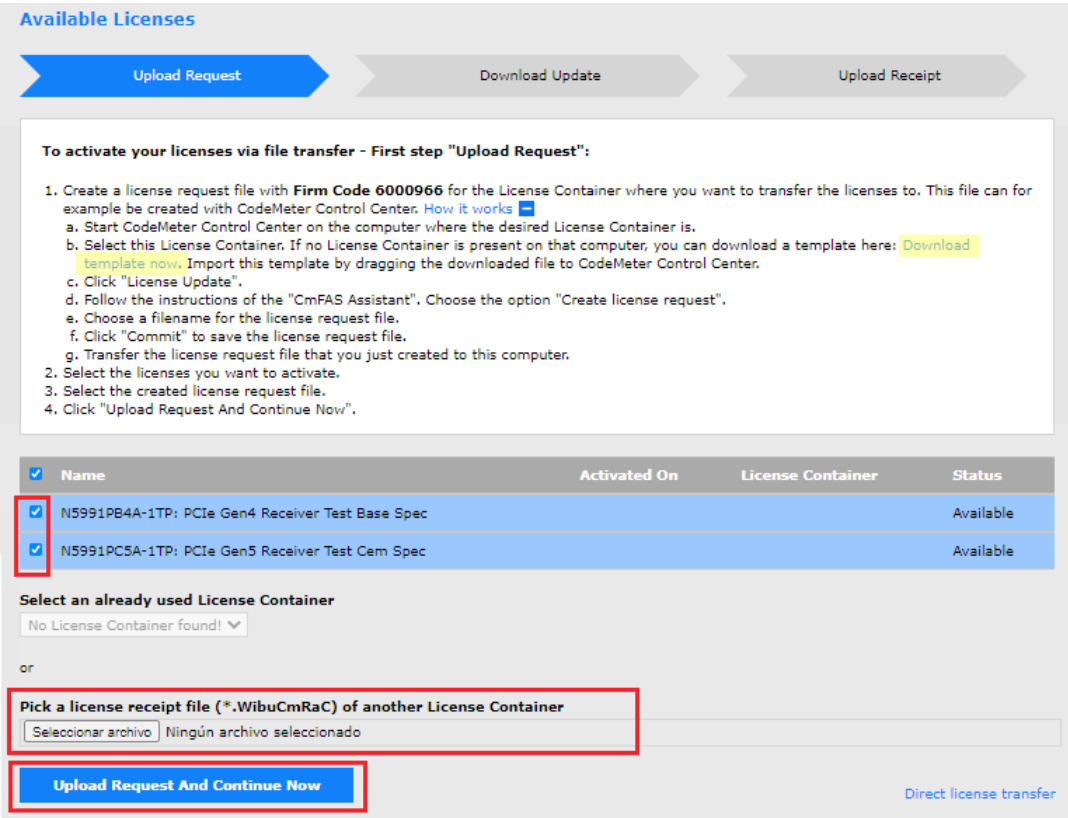 Available Licenses
Upload Request
Download Update
Upload Receipt
To activate your licenses via file transfer - First step "Upload Request":
1. Create a license request file with Firm Code 6000966 for the License Container where you want to transfer the licenses to. This file can for
example be created with CodeMeter Control Center. How it works
a. Start CodeMeter Control Center on the computer where the desired License Container is.
b. Select this License Container. If no License Container is present on that computer, you can download a template here: Download
template now. Import this template by dragging the downloaded file to CodeMeter Control Center.
c. Click "License Update".
d. Follow the instructions of the "CmFAS Assistant". Choose the option "Create license request".
e. Choose a filename for the license request file.
f. Click "Commit" to save the license request file.
g. Transfer the license request file that you just created to this computer.
2. Select the licenses you want to activate.
3. Select the created license request file.
4. Click "Upload Request And Continue Now".
Name Activated On License Container Status
N5991PB4A-1TP: PCIe Gen4 Receiver Test Base Spec Available
N5991PC5A-1TP: PCIe Gen5 Receiver Test Cem Spec Available
Select an already used License Container
No License Container found!
or
Pick a license receipt file (*.WibuCmRaC) of another License Container
Seleccionar archivo Ningún archivo seleccionado
Upload Request And Continue Now
Direct license transfer